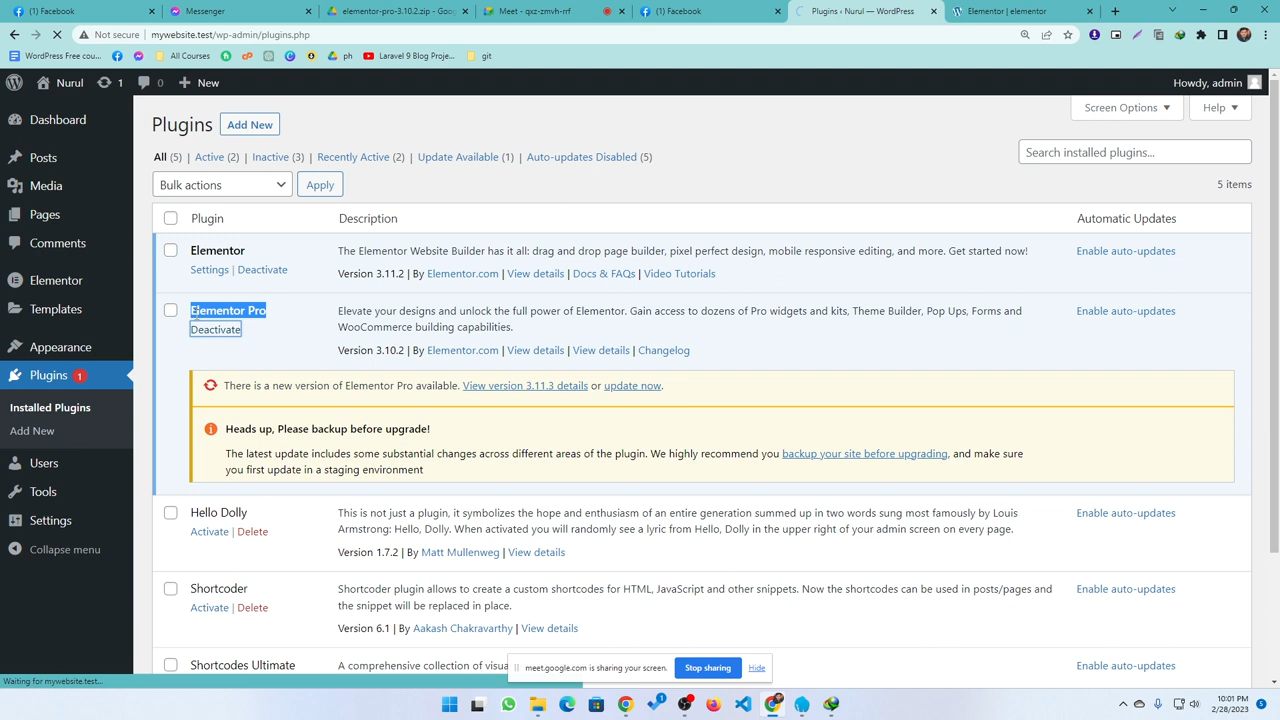 (1) Facebook
Messenger
elementor-pro-3.10.2.zip - Goo
Meet - qxz-zmvh-rrf
(1) Facebook
Plugins ‹ Nurul — WordPress
Elementor | elementor
Not secure | mywebsite.test/wp-admin/plugins.php
WordPress Free cou...
All Courses
ph
Laravel 9 Blog Proje...
git
Nurul
1
0
New
Howdy, admin
Dashboard
Posts
Media
Pages
Comments
Elementor
Templates
Appearance
Plugins 1
Installed Plugins
Add New
Users
Tools
Settings
Collapse menu
Plugins Add New
Screen Options
Help
All (5) | Active (2) | Inactive (3) | Recently Active (2) | Update Available (1) | Auto-updates Disabled (5)
Search installed plugins...
Bulk actions
Apply
5 items
Plugin
Description
Automatic Updates
Elementor
Settings | Deactivate
The Elementor Website Builder has it all: drag and drop page builder, pixel perfect design, mobile responsive editing, and more. Get started now!
Version 3.11.2 | By Elementor.com | View details | Docs & FAQs | Video Tutorials
Enable auto-updates
Elementor Pro
Deactivate
Elevate your designs and unlock the full power of Elementor. Gain access to dozens of Pro widgets and kits, Theme Builder, Pop Ups, Forms and
WooCommerce building capabilities.
Version 3.10.2 | By Elementor.com | View details | View details | Changelog
Enable auto-updates
There is a new version of Elementor Pro available. View version 3.11.3 details or update now.
Heads up, Please backup before upgrade!
The latest update includes some substantial changes across different areas of the plugin. We highly recommend you backup your site before upgrading, and make sure
you first update in a staging environment
Hello Dolly
Activate | Delete
This is not just a plugin, it symbolizes the hope and enthusiasm of an entire generation summed up in two words sung most famously by Louis
Armstrong: Hello, Dolly. When activated you will randomly see a lyric from Hello, Dolly in the upper right of your admin screen on every page.
Version 1.7.2 | By Matt Mullenweg | View details
Enable auto-updates
Shortcoder
Activate | Delete
Shortcoder plugin allows to create a custom shortcodes for HTML, JavaScript and other snippets. Now the shortcodes can be used in posts/pages and
the snippet will be replaced in place.
Version 6.1 | By Aakash Chakravarthy | View details
Enable auto-updates
Shortcodes Ultimate
A comprehensive collection of visua
Enable auto-updates
meet.google.com is sharing your screen.
Stop sharing
Hide
Waiting for mywebsite.test...
10:01 PM
2/28/2023